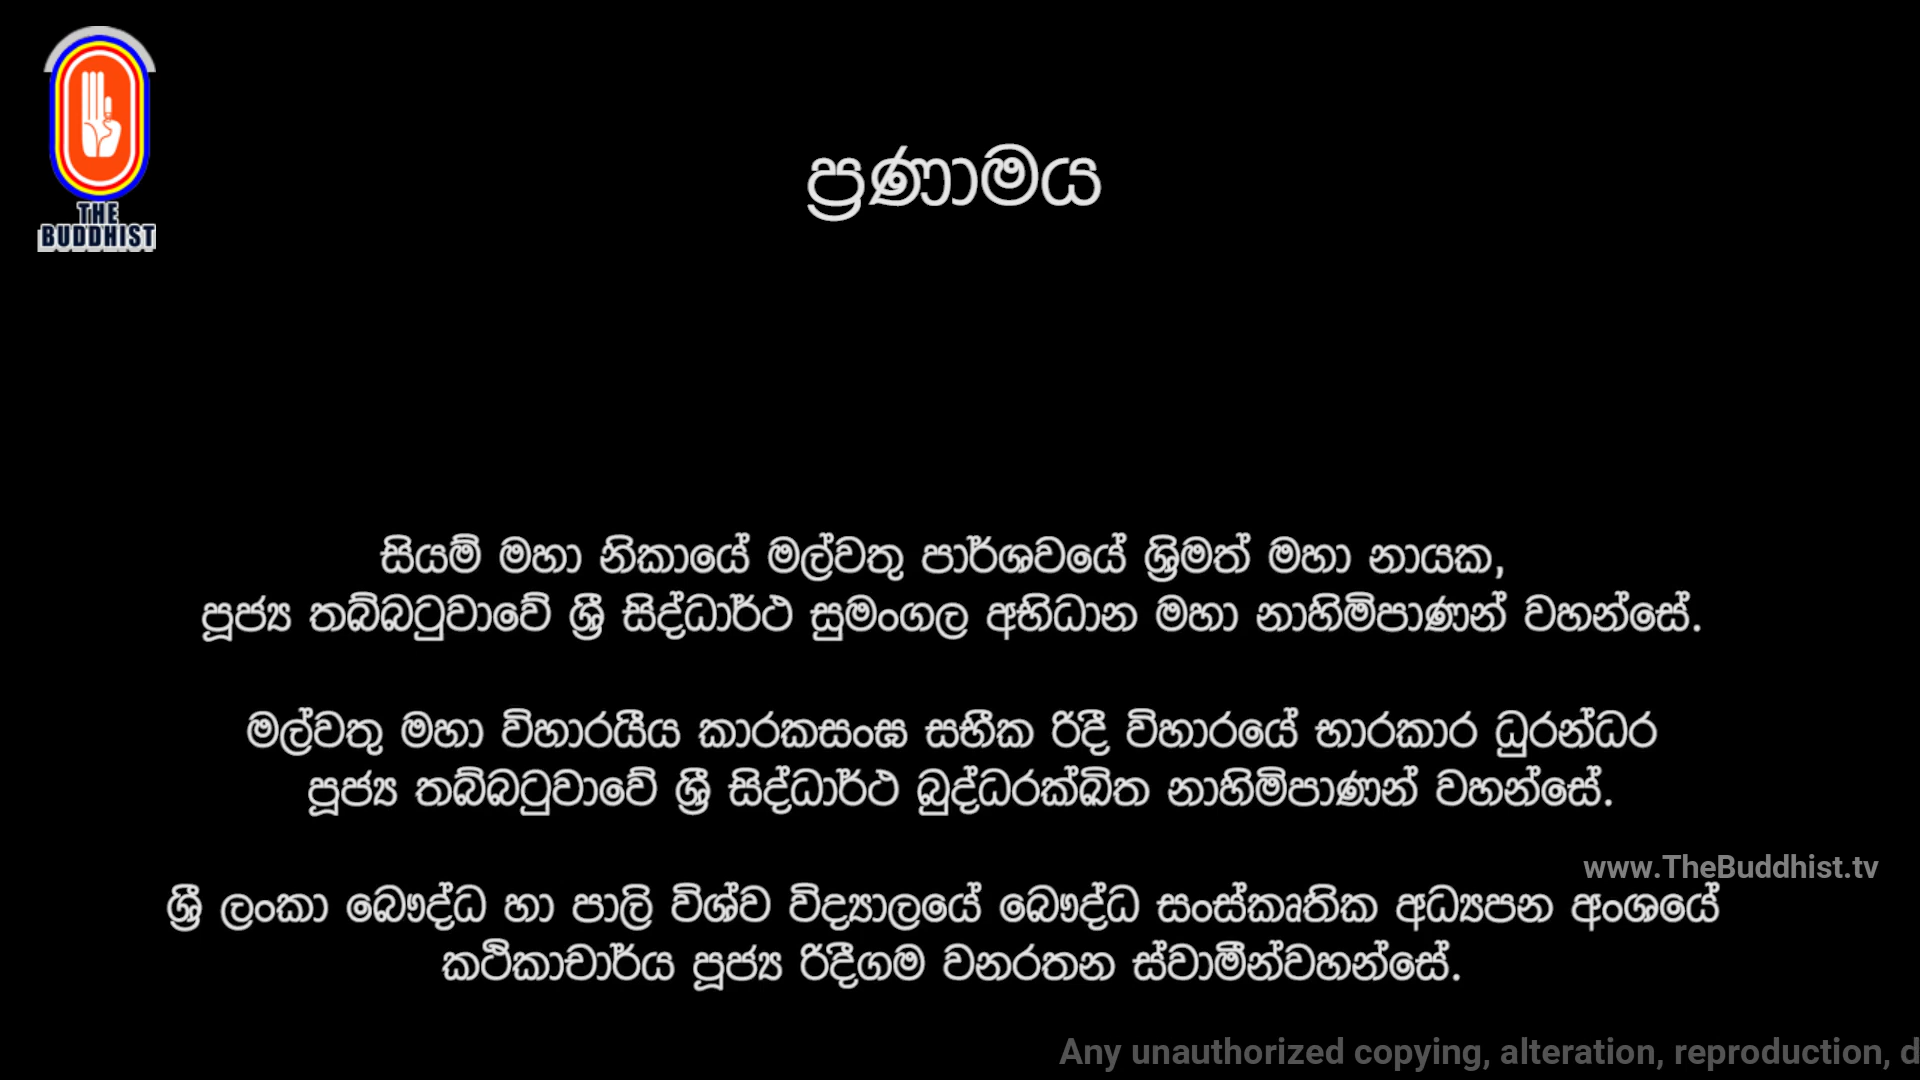 THE
BUDDHIST
ප්‍රණාමය
සියම් මහා නිකායේ මල්වතු පාර්ශවයේ ශ්‍රිමත් මහා නායක,
පූජ්‍ය තබ්බටුවාවේ ශ්‍රී සිද්ධාර්ථ සුමංගල අභිධාන මහා නාහිමිපාණන් වහන්සේ.
මල්වතු මහා විහාරයීය කාරකසංඝ සභීක රිදී විහාරයේ භාරකාර ධුරන්ධර
පූජ්‍ය තබ්බටුවාවේ ශ්‍රී සිද්ධාර්ථ බුද්ධරක්ඛිත නාහිමිපාණන් වහන්සේ.
www.TheBuddhist.tv
ශ්‍රී ලංකා බෞද්ධ හා පාලි විශ්ව විද්‍යාලයේ බෞද්ධ සංස්කෘතික අධ්‍යපන අංශයේ
කථිකාචාර්ය පූජ්‍ය රිදීගම වනරතන ස්වාමීන්වහන්සේ.
Any unauthorized copying, alteration, reproduction, d